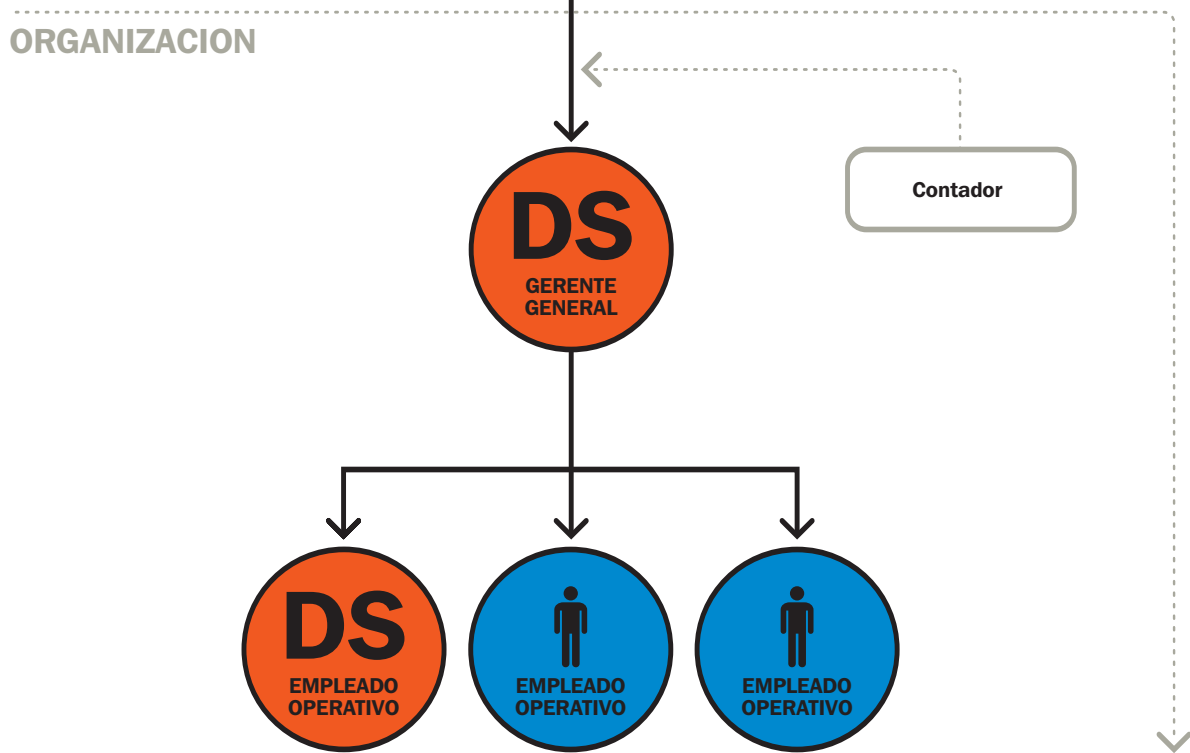 ORGANIZACION
Contador
DS
GERENTE
GENERAL
DS
EMPLEADO
OPERATIVO
EMPLEADO
OPERATIVO
EMPLEADO
OPERATIVO